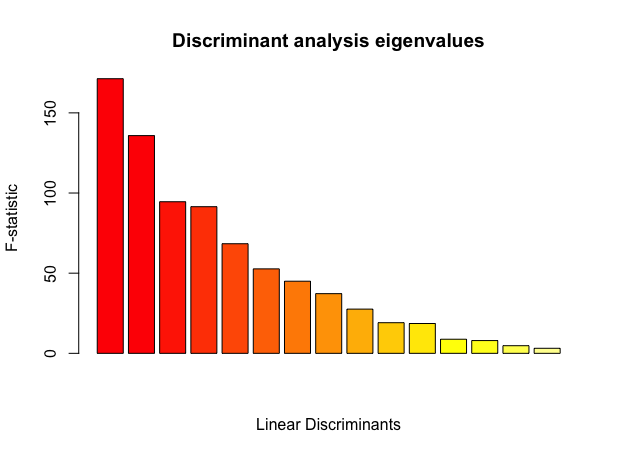 Discriminant analysis eigenvalues
F-statistic
150
100
50
0
Linear Discriminants